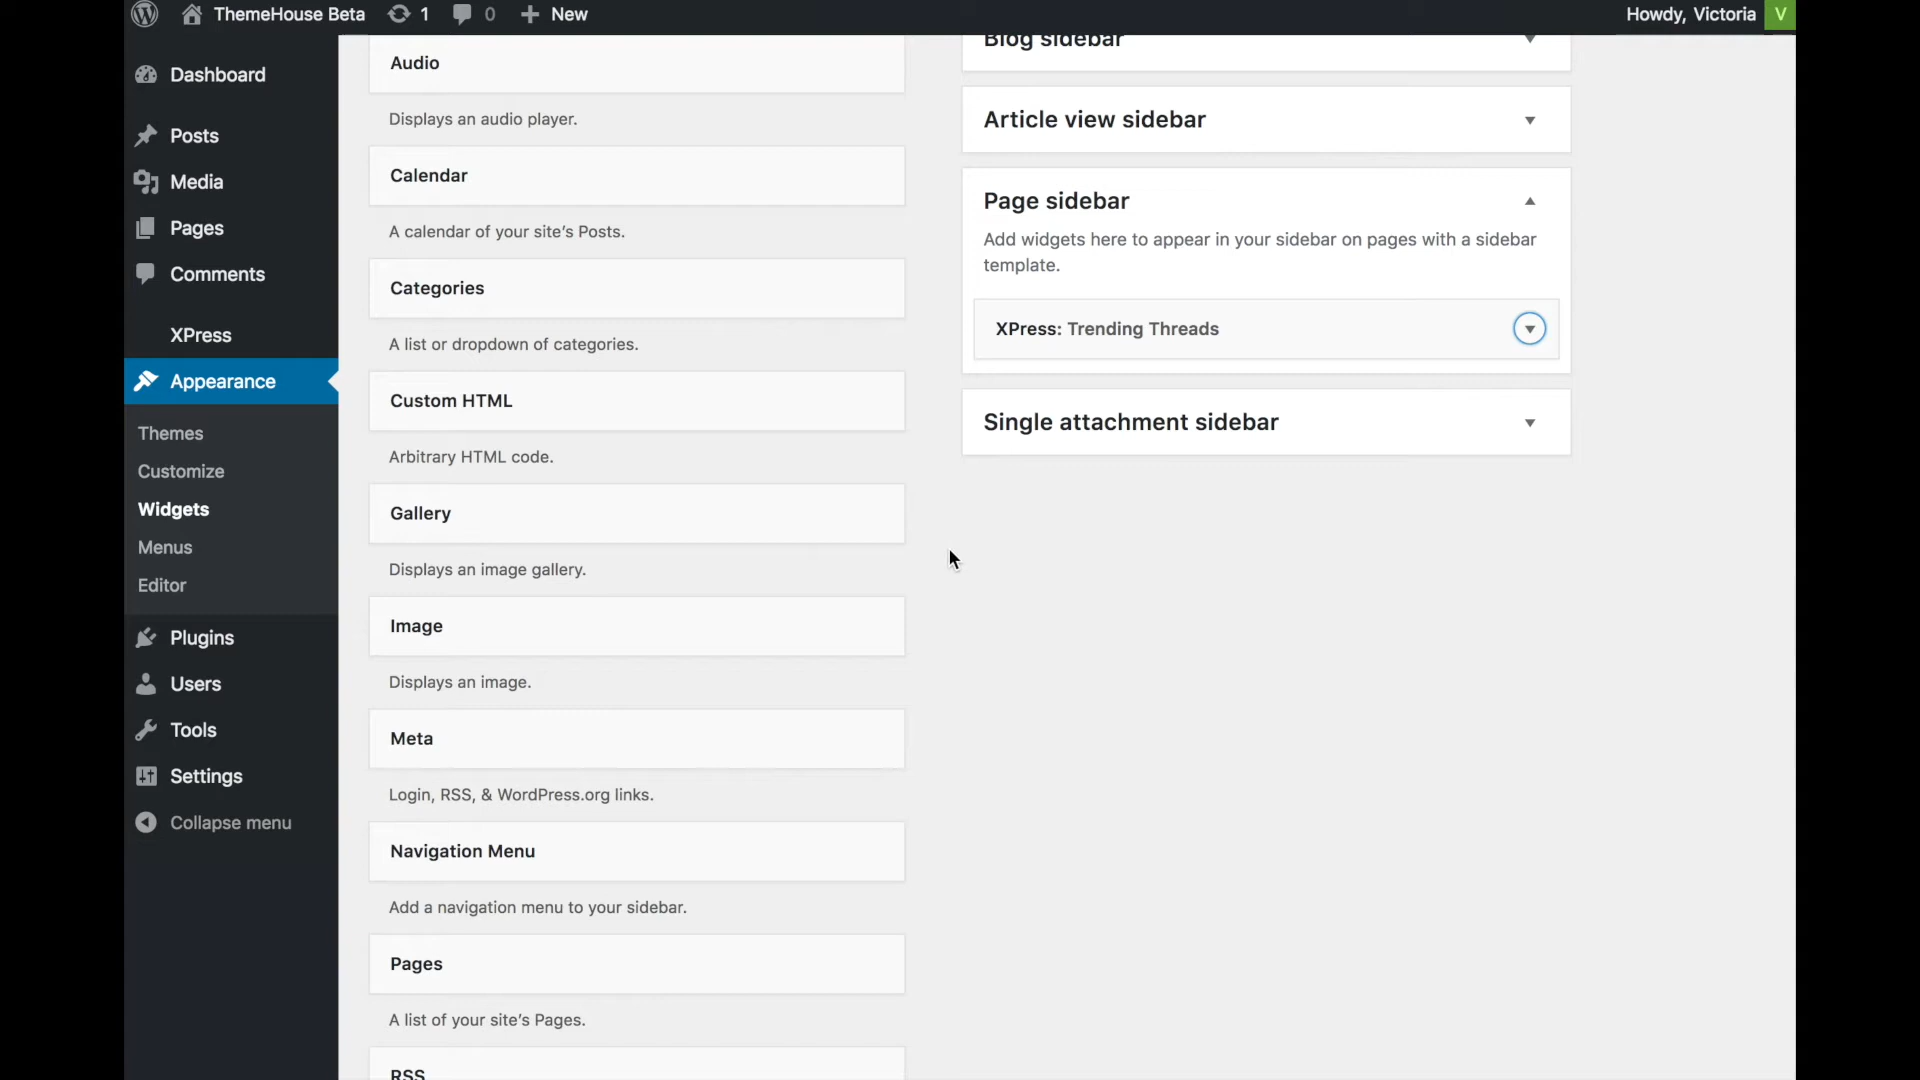 ThemeHouse Beta 1 0 New Howdy, Victoria V
Dashboard
Posts
Media
Pages
Comments
XPress
Appearance
Themes
Customize
Widgets
Menus
Editor
Plugins
Users
Tools
Settings
Collapse menu
Audio
Displays an audio player.
Calendar
A calendar of your site’s Posts.
Categories
A list or dropdown of categories.
Custom HTML
Arbitrary HTML code.
Gallery
Displays an image gallery.
Image
Displays an image.
Meta
Login, RSS, & WordPress.org links.
Navigation Menu
Add a navigation menu to your sidebar.
Pages
A list of your site’s Pages.
RSS
Blog sidebar
Article view sidebar
Page sidebar
Add widgets here to appear in your sidebar on pages with a sidebar
template.
XPress: Trending Threads
Single attachment sidebar